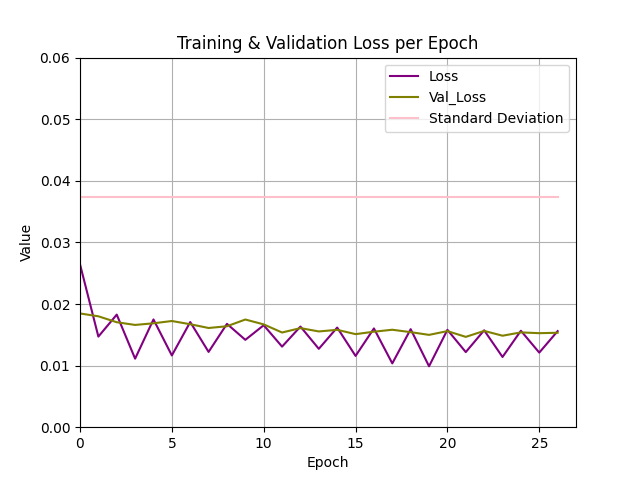 Training & Validation Loss per Epoch
Loss
Val_Loss
Standard Deviation
Value
0.06
0.05
0.04
0.03
0.02
0.01
0.00
0
5
10
15
20
25
Epoch